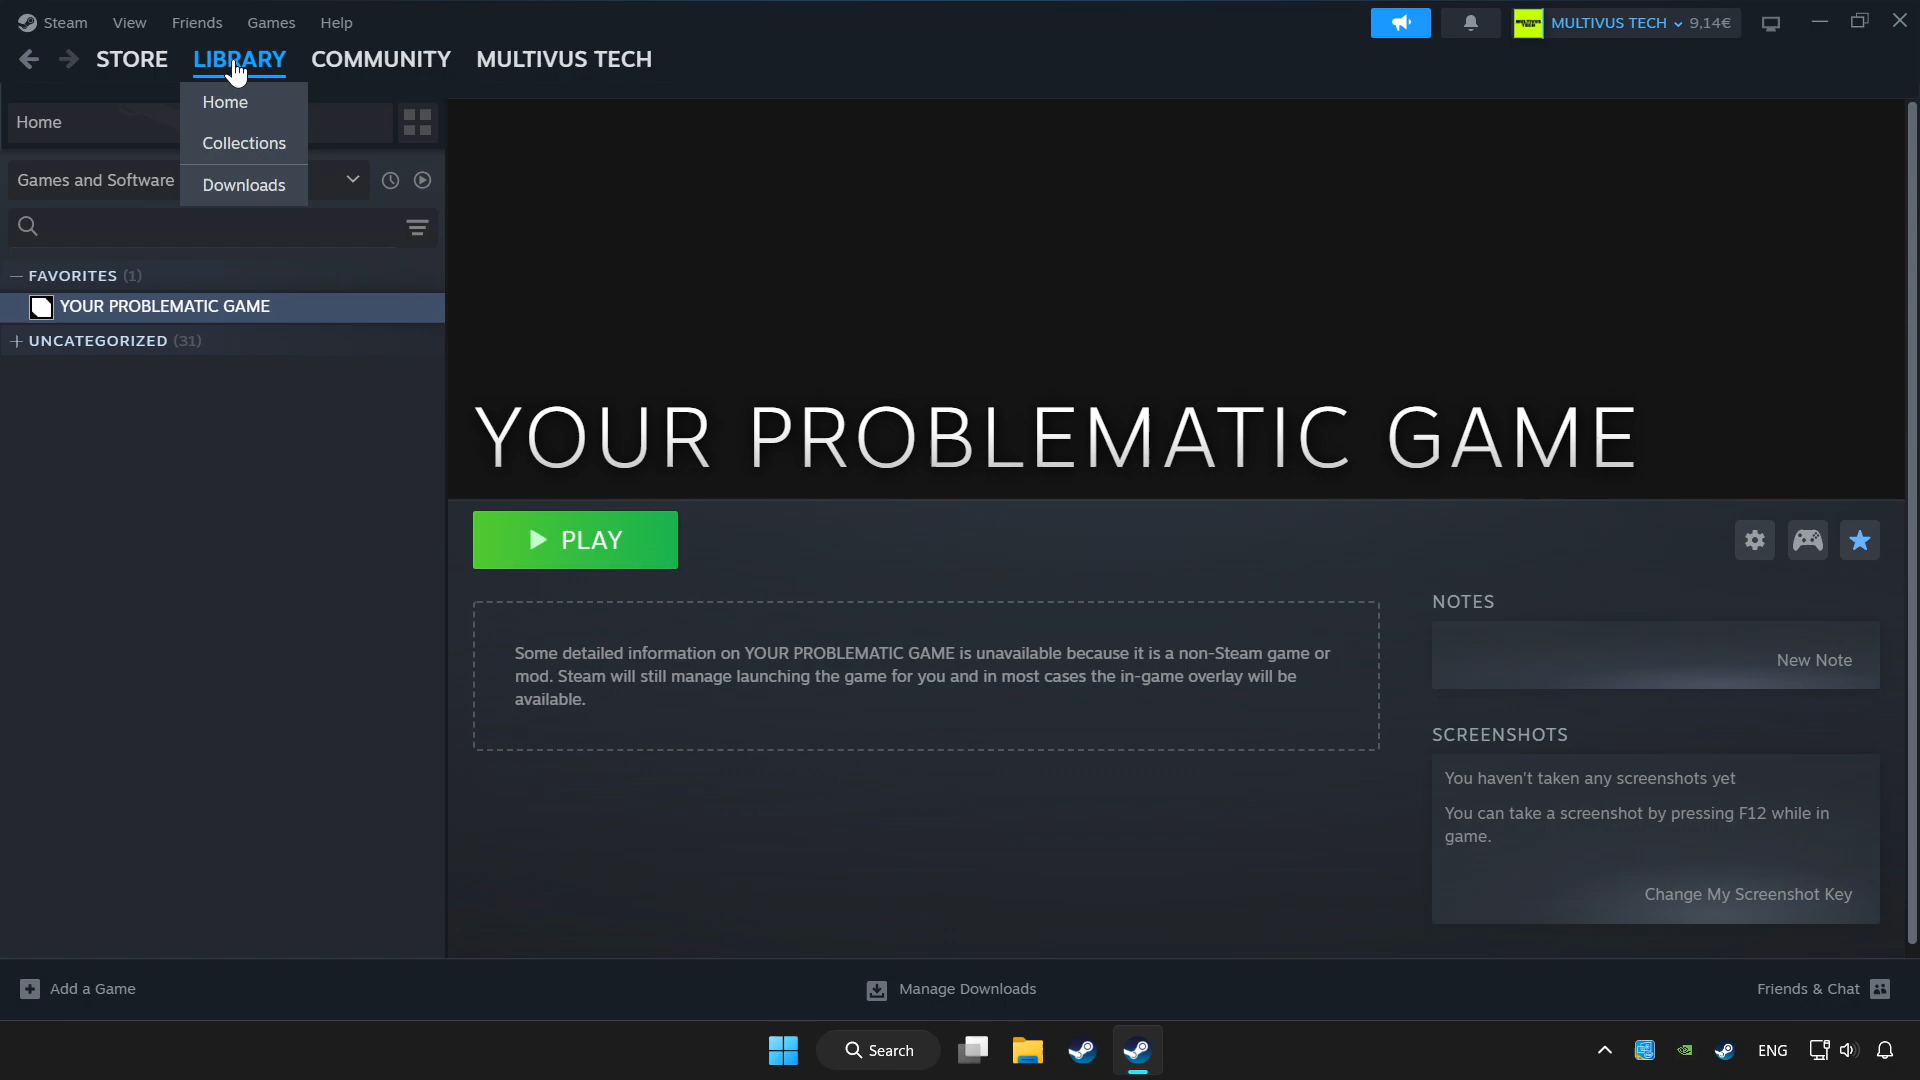 Steam View Friends Games Help
MULTIVUS TECH 9,14€
STORE LIBRARY COMMUNITY MULTIVUS TECH
Home
Collections
Downloads
Home
Games and Software
— FAVORITES (1)
YOUR PROBLEMATIC GAME
+ UNCATEGORIZED (31)
YOUR PROBLEMATIC GAME
PLAY
Some detailed information on YOUR PROBLEMATIC GAME is unavailable because it is a non-Steam game or
mod. Steam will still manage launching the game for you and in most cases the in-game overlay will be
available.
NOTES
New Note
SCREENSHOTS
You haven't taken any screenshots yet
You can take a screenshot by pressing F12 while in
game.
Change My Screenshot Key
Add a Game
Manage Downloads
Friends & Chat
Search
ENG